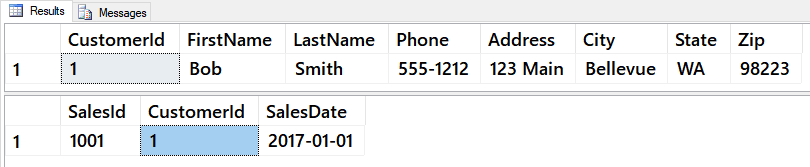 Results Messages
CustomerId FirstName LastName Phone Address City State Zip
1 1 Bob Smith 555-1212 123 Main Bellevue WA 98223
SalesId CustomerId SalesDate
1 1001 1 2017-01-01